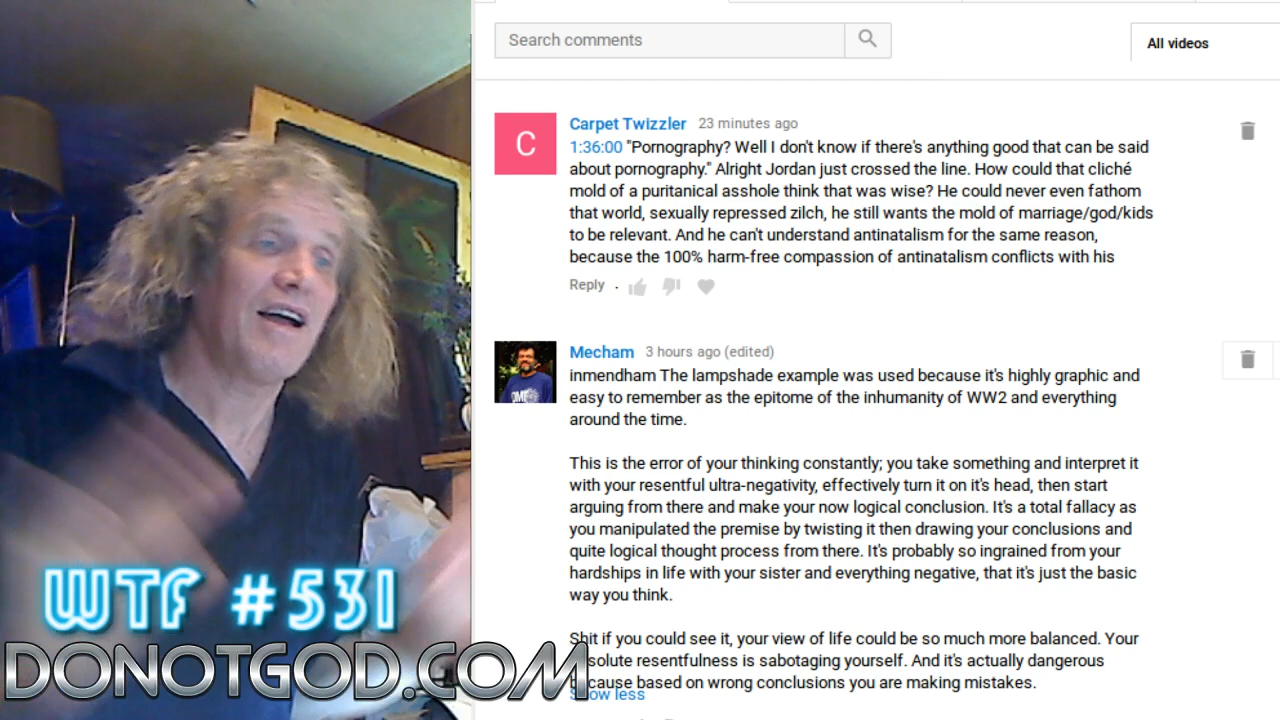 Search comments
All videos
C
Carpet Twizzler 23 minutes ago
1:36:00 "Pornography? Well I don't know if there's anything good that can be said
about pornography." Alright Jordan just crossed the line. How could that cliché
mold of a puritanical asshole think that was wise? He could never even fathom
that world, sexually repressed zilch, he still wants the mold of marriage/god/kids
to be relevant. And he can't understand antinatalism for the same reason,
because the 100% harm-free compassion of antinatalism conflicts with his
Reply
Mecham 3 hours ago (edited)
inmendham The lampshade example was used because it's highly graphic and
easy to remember as the epitome of the inhumanity of WW2 and everything
around the time.
This is the error of your thinking constantly; you take something and interpret it
with your resentful ultra-negativity, effectively turn it on it's head, then start
arguing from there and make your now logical conclusion. It's a total fallacy as
you manipulated the premise by twisting it then drawing your conclusions and
quite logical thought process from there. It's probably so ingrained from your
hardships in life with your sister and everything negative, that it's just the basic
way you think.
Shit if you could see it, your view of life could be so much more balanced. Your
solute resentfulness is sabotaging yourself. And it's actually dangerous
cause based on wrong conclusions you are making mistakes.
Show less
WTF #531
DONOTGOD.COM